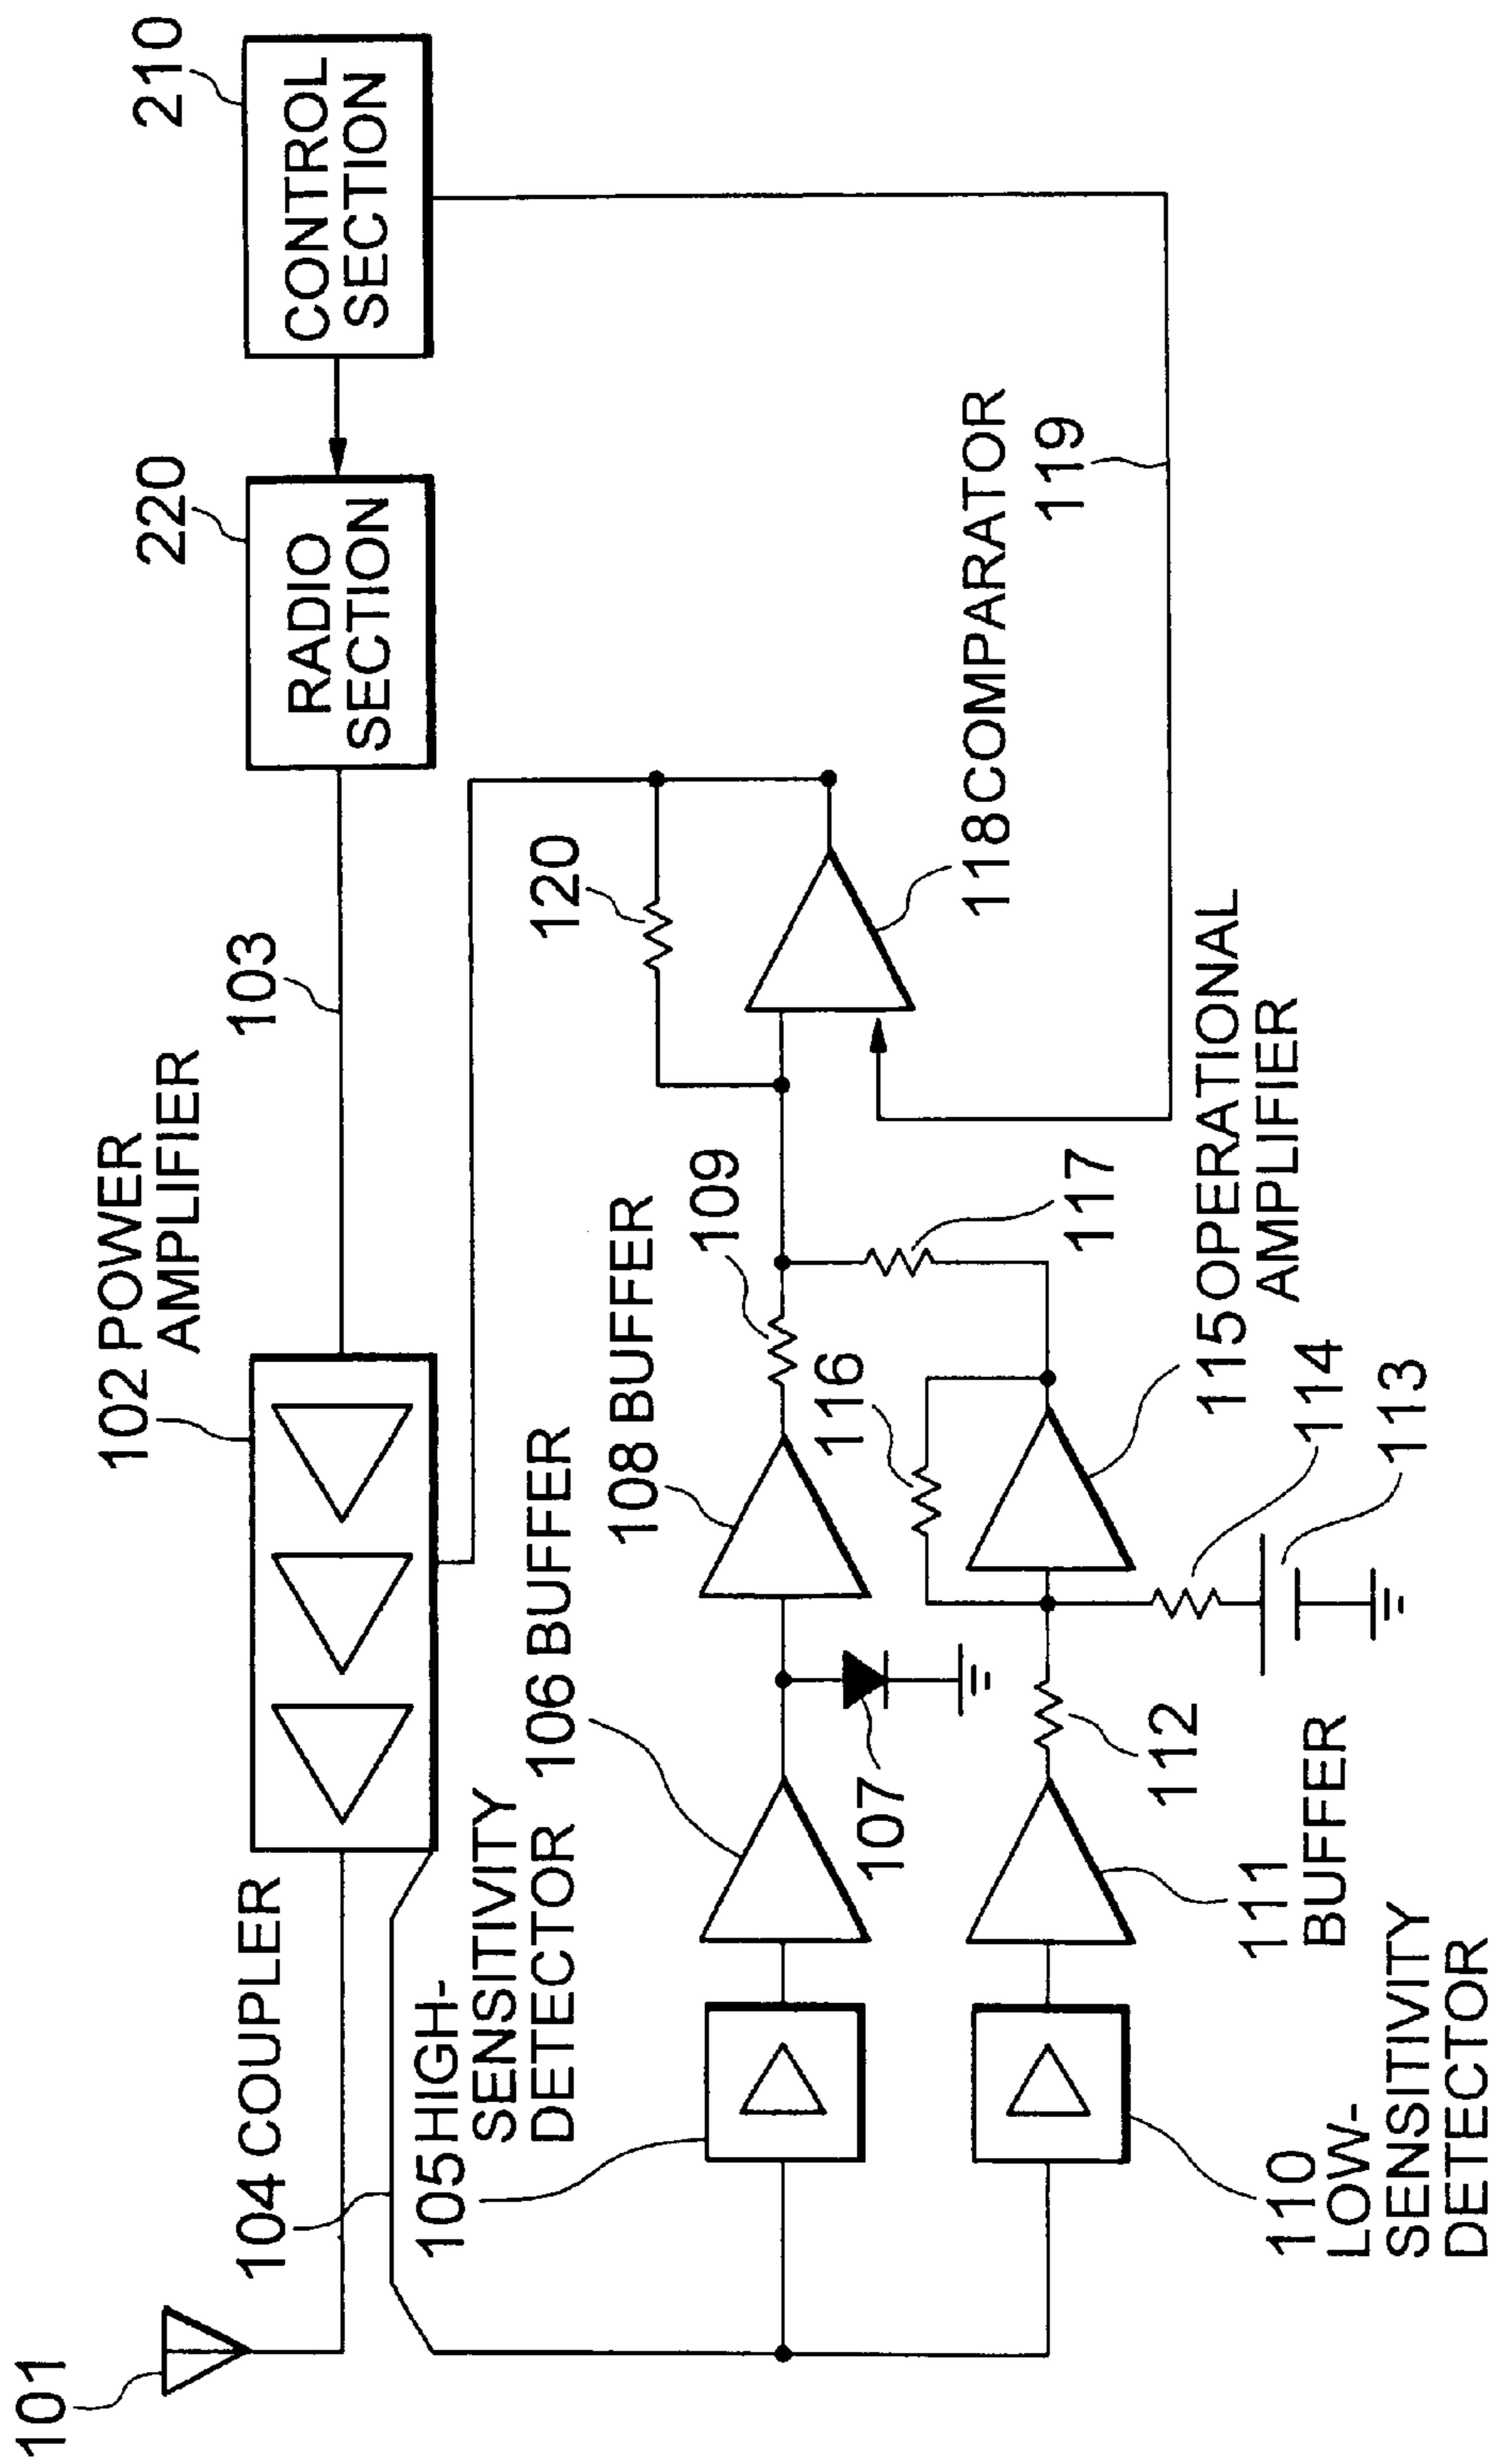 101
102 POWER
AMPLIFIER
103
220
RADIO
SECTION
210
CONTROL
SECTION
104 COUPLER
105 HIGH-
SENSITIVITY
DETECTOR
106 BUFFER
107
108 BUFFER
109
120
118 COMPARATOR
119
110
LOW-
SENSITIVITY
DETECTOR
111
BUFFER
112
116
117
115 OPERATIONAL
AMPLIFIER
114
113